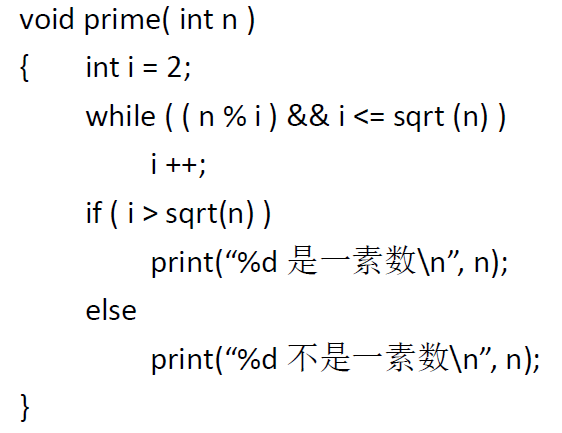 void prime( int n )
{ int i = 2;
while ( ( n % i ) && i <= sqrt (n) )
i ++;
if ( i > sqrt(n) )
print(“%d 是一素数\n”, n);
else
print(“%d 不是一素数\n”, n);
}